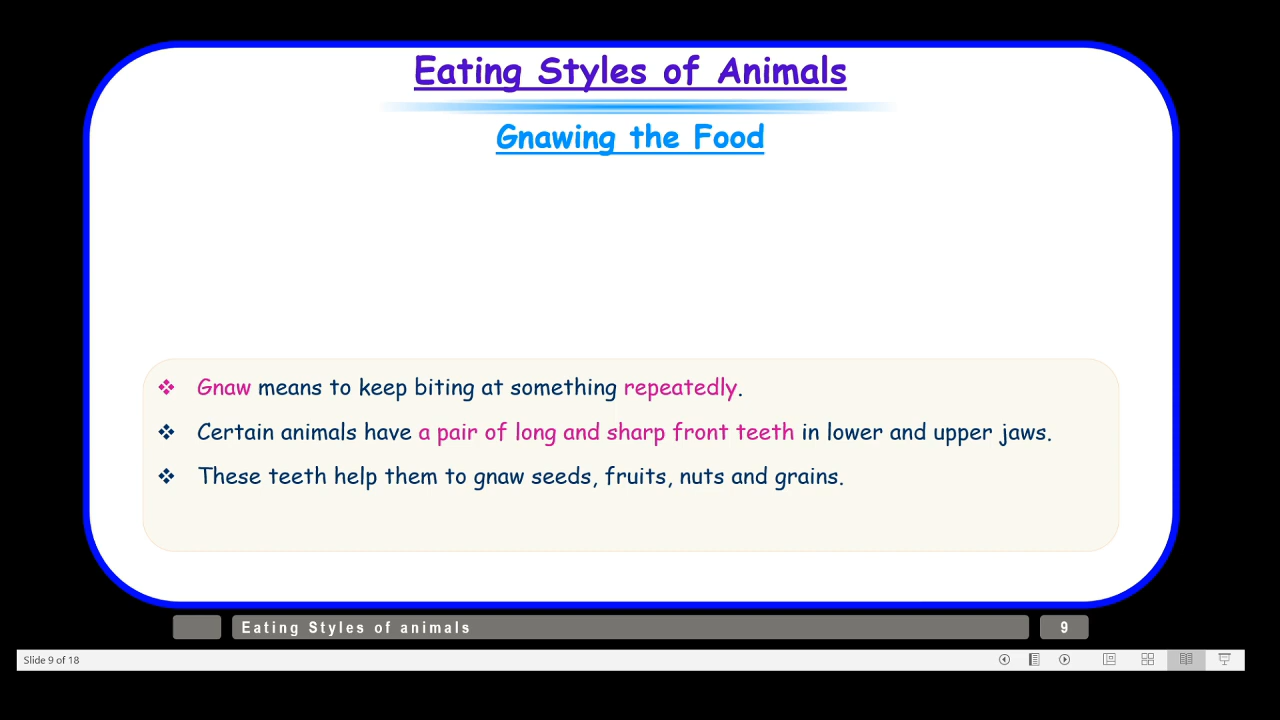 Eating Styles of Animals
Gnawing the Food
❖ Gnaw means to keep biting at something repeatedly.
❖ Certain animals have a pair of long and sharp front teeth in lower and upper jaws.
❖ These teeth help them to gnaw seeds, fruits, nuts and grains.
Eating Styles of animals
9
Slide 9 of 18